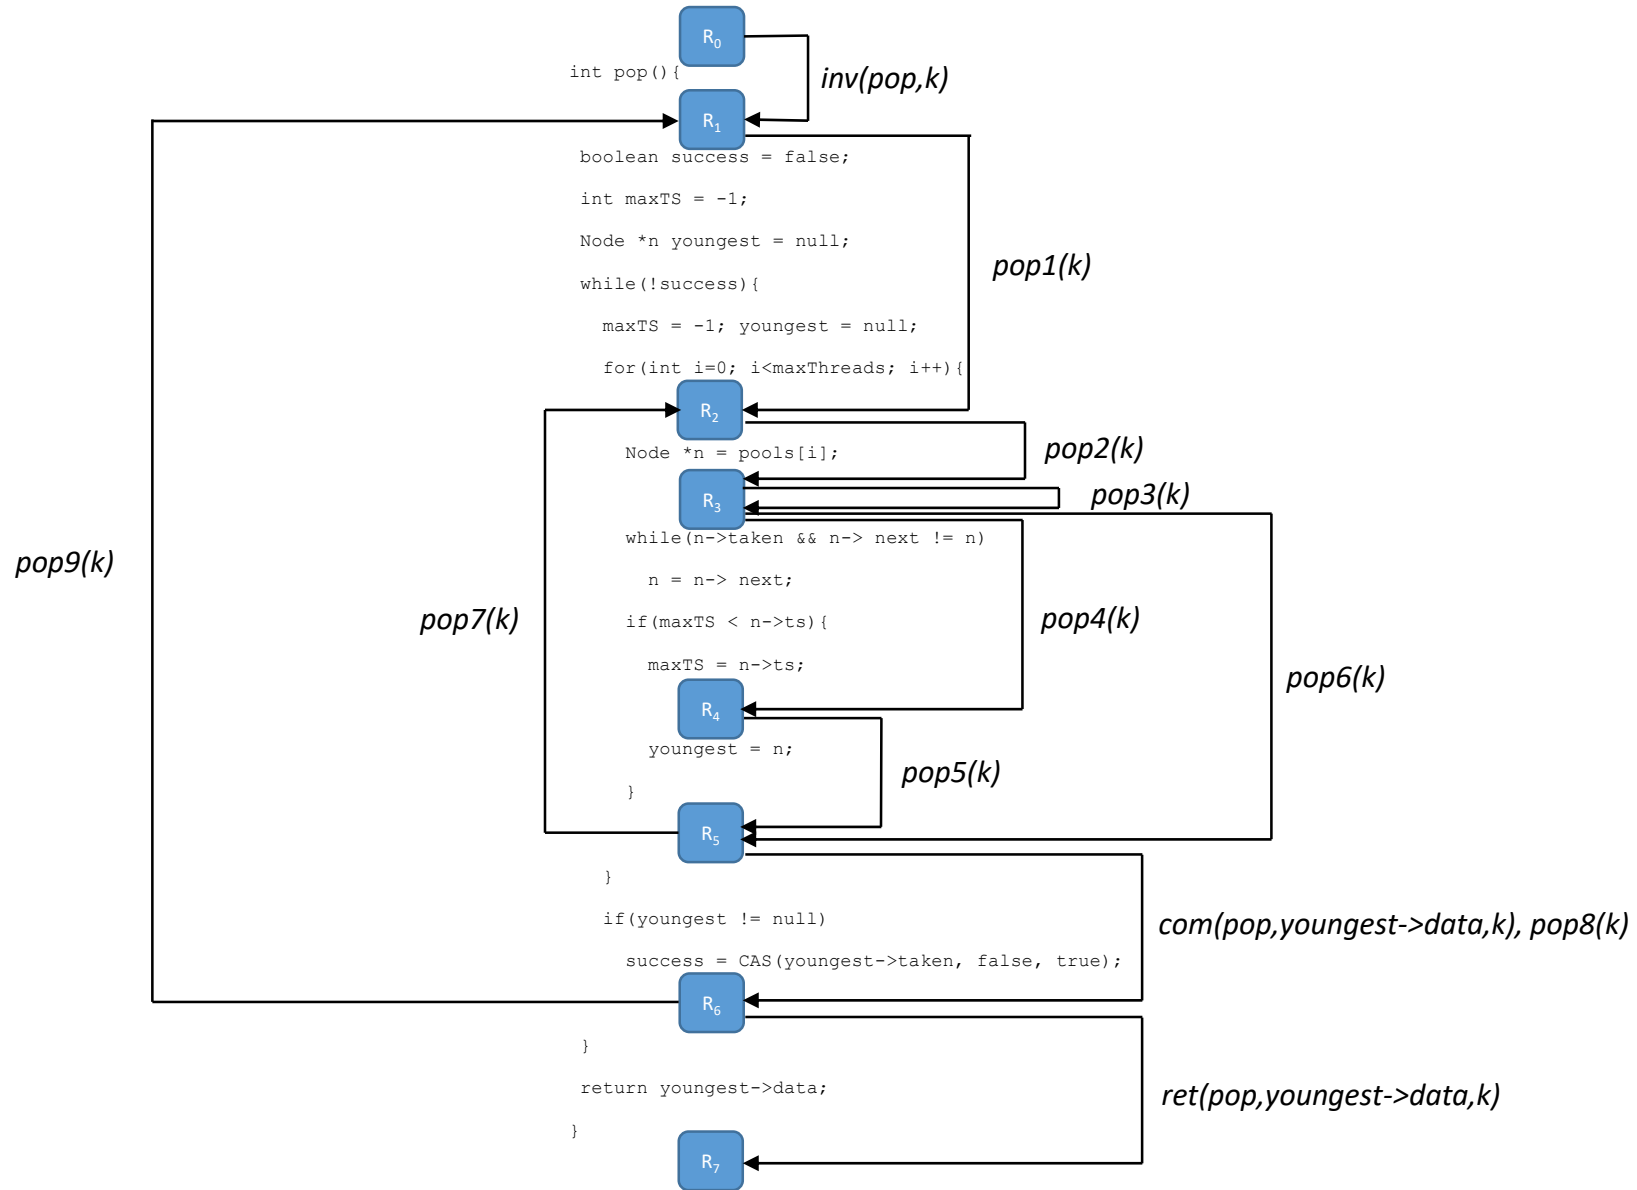 R0
int pop(){
inv(pop,k)
R1
boolean success = false;
int maxTS = -1;
Node *n youngest = null;
pop1(k)
while(!success){
maxTS = -1; youngest = null;
for(int i=0; i<maxThreads; i++){
R2
Node *n = pools[i];
pop2(k)
R3
pop3(k)
while(n->taken && n-> next != n)
pop9(k)
n = n-> next;
pop7(k)
if(maxTS < n->ts){
pop4(k)
maxTS = n->ts;
pop6(k)
R4
youngest = n;
pop5(k)
}
R5
}
if(youngest != null)
com(pop,youngest->data,k), pop8(k)
success = CAS(youngest->taken, false, true);
R6
}
return youngest->data;
ret(pop,youngest->data,k)
}
R7